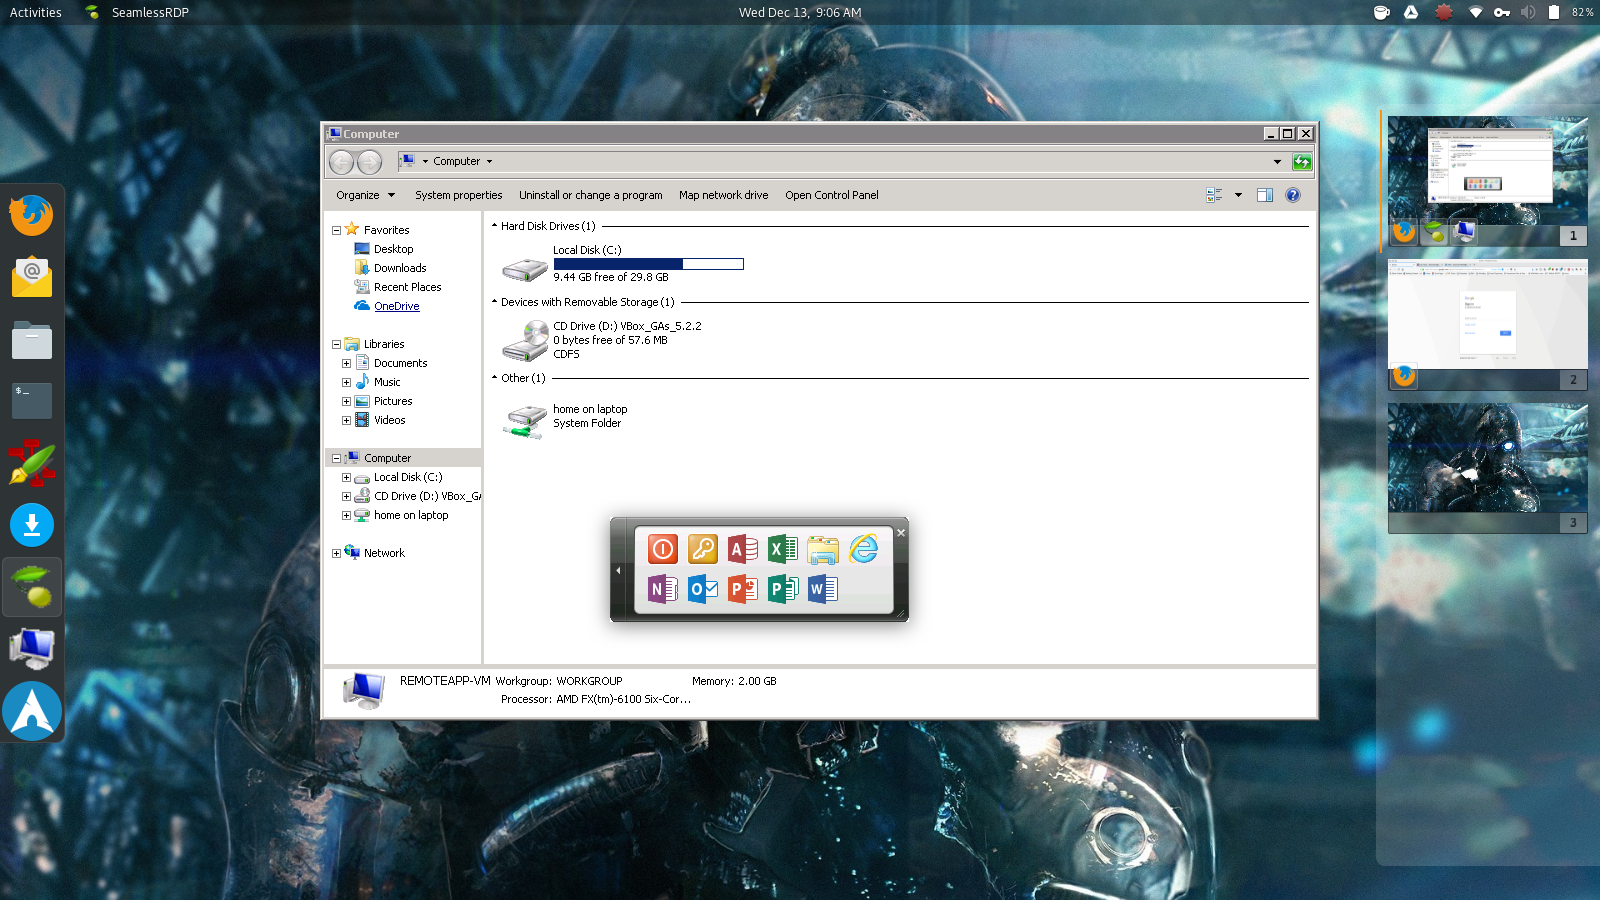 Activities SeamlessRDP Wed Dec 13, 9:06 AM 82%
Computer
Computer
Organize System properties Uninstall or change a program Map network drive Open Control Panel
Favorites
Desktop
Downloads
Recent Places
OneDrive
Libraries
Documents
Music
Pictures
Videos
Computer
Local Disk (C:)
CD Drive (D:) VBox_GA
home on laptop
Network
Hard Disk Drives (1)
Local Disk (C:)
9.44 GB free of 29.8 GB
Devices with Removable Storage (1)
CD Drive (D:) VBox_GAs_5.2.2
0 bytes free of 57.6 MB
CDFS
Other (1)
home on laptop
System Folder
A X
N O P P W
REMOTEAPP-VM Workgroup: WORKGROUP Memory: 2.00 GB
Processor: AMD FX(tm)-6100 Six-Cor...
$_
1
2
3